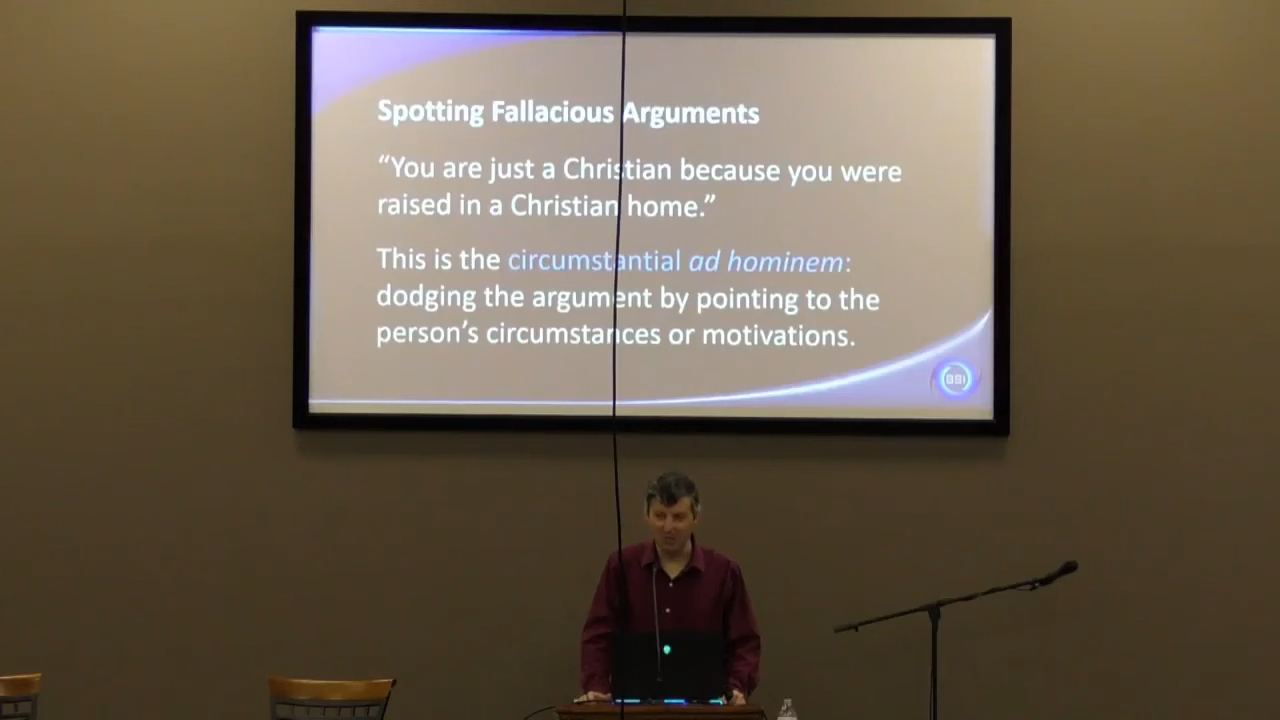 Spotting Fallacious Arguments
“You are just a Christian because you were
raised in a Christian home.”
This is the circumstantial ad hominem:
dodging the argument by pointing to the
person’s circumstances or motivations.
BSI